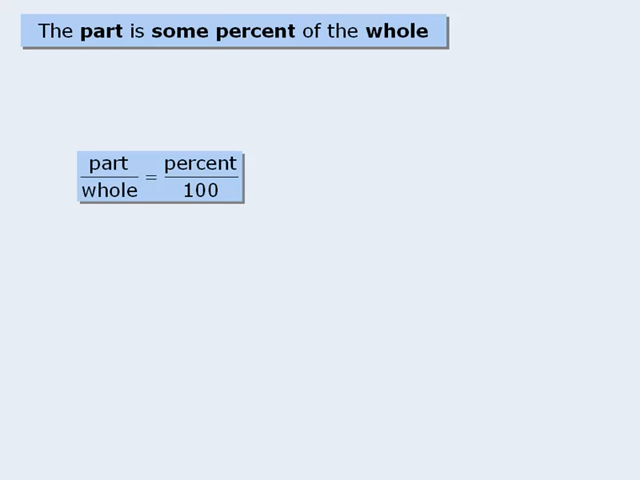 The part is some percent of the whole
part / whole = percent / 100